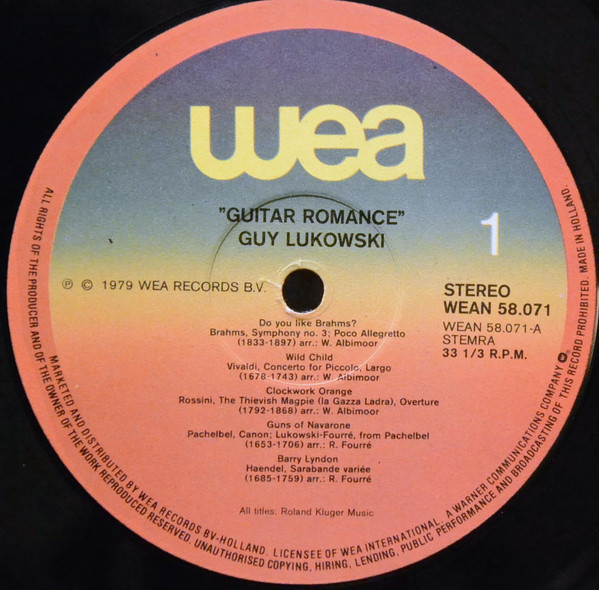 wea
"GUITAR ROMANCE"
GUY LUKOWSKI
1
℗ © 1979 WEA RECORDS B.V.
STEREO
WEAN 58.071
WEAN 58.071-A
STEMRA
33 1/3 R.P.M.
Do you like Brahms?
Brahms, Symphony no. 3; Poco Allegretto
(1833-1897) arr.: W. Albimoor
Wild Child
Vivaldi, Concerto for Piccolo, Largo
(1678-1743) arr.: W. Albimoor
Clockwork Orange
Rossini, The Thievish Magpie (la Gazza Ladra), Overture
(1792-1868) arr.: W. Albimoor
Guns of Navarone
Pachelbel, Canon; Lukowski-Fourré, from Pachelbel
(1653-1706) arr.: R. Fourré
Barry Lyndon
Haendel, Sarabande variée
(1685-1759) arr.: R. Fourré
All titles: Roland Kluger Music
ALL RIGHTS OF THE PRODUCER AND OF THE OWNER OF THE WORK REPRODUCED RESERVED. UNAUTHORISED COPYING, HIRING, LENDING, PUBLIC PERFORMANCE AND BROADCASTING OF THIS RECORD PROHIBITED. MADE IN HOLLAND.
MARKETED AND DISTRIBUTED BY WEA RECORDS BV-HOLLAND. LICENSEE OF WEA INTERNATIONAL. A WARNER COMMUNICATIONS COMPANY